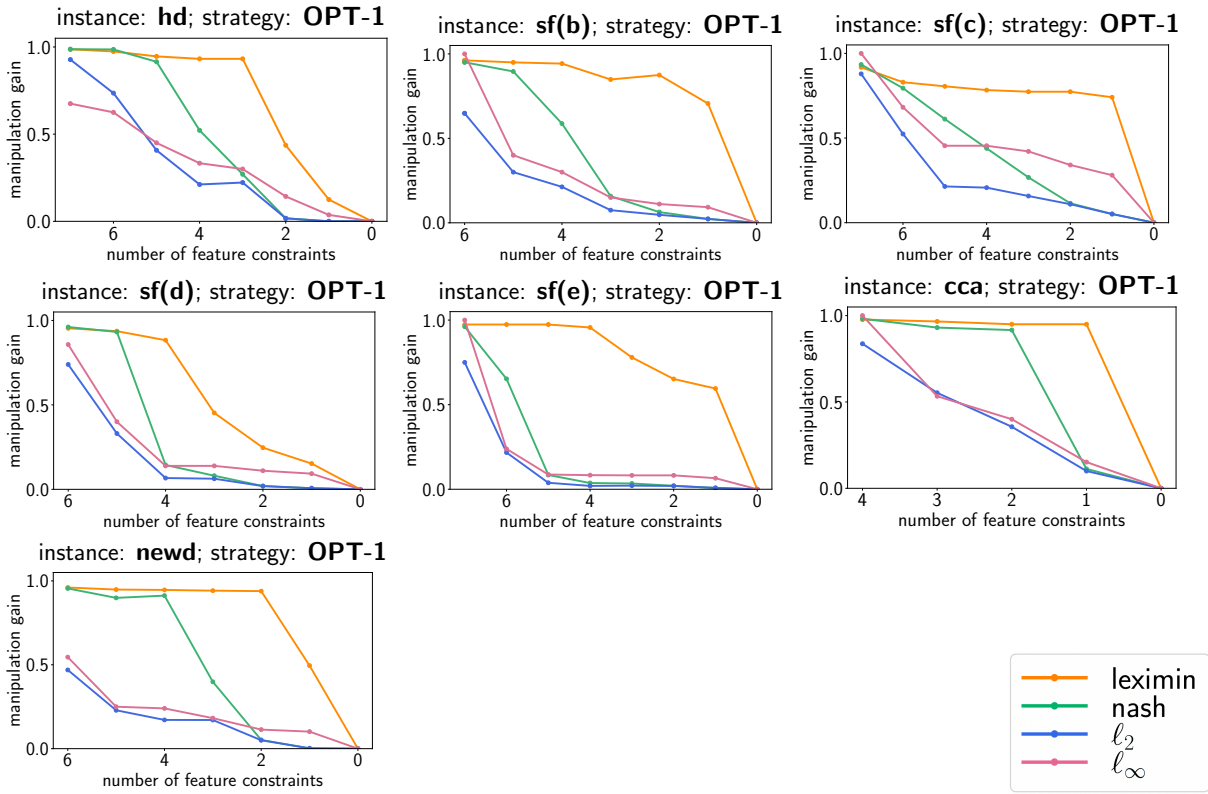 instance: hd; strategy: OPT-1
manipulation gain
1.0
0.5
0.0
6 4 2 0
number of feature constraints
instance: sf(b); strategy: OPT-1
manipulation gain
1.0
0.5
0.0
6 4 2 0
number of feature constraints
instance: sf(c); strategy: OPT-1
manipulation gain
1.0
0.5
0.0
6 4 2 0
number of feature constraints
instance: sf(d); strategy: OPT-1
manipulation gain
1.0
0.5
0.0
6 4 2 0
number of feature constraints
instance: sf(e); strategy: OPT-1
manipulation gain
1.0
0.5
0.0
6 4 2 0
number of feature constraints
instance: cca; strategy: OPT-1
manipulation gain
1.0
0.5
0.0
4 3 2 1 0
number of feature constraints
instance: newd; strategy: OPT-1
manipulation gain
1.0
0.5
0.0
6 4 2 0
number of feature constraints
leximin
nash
ℓ₂
ℓ∞